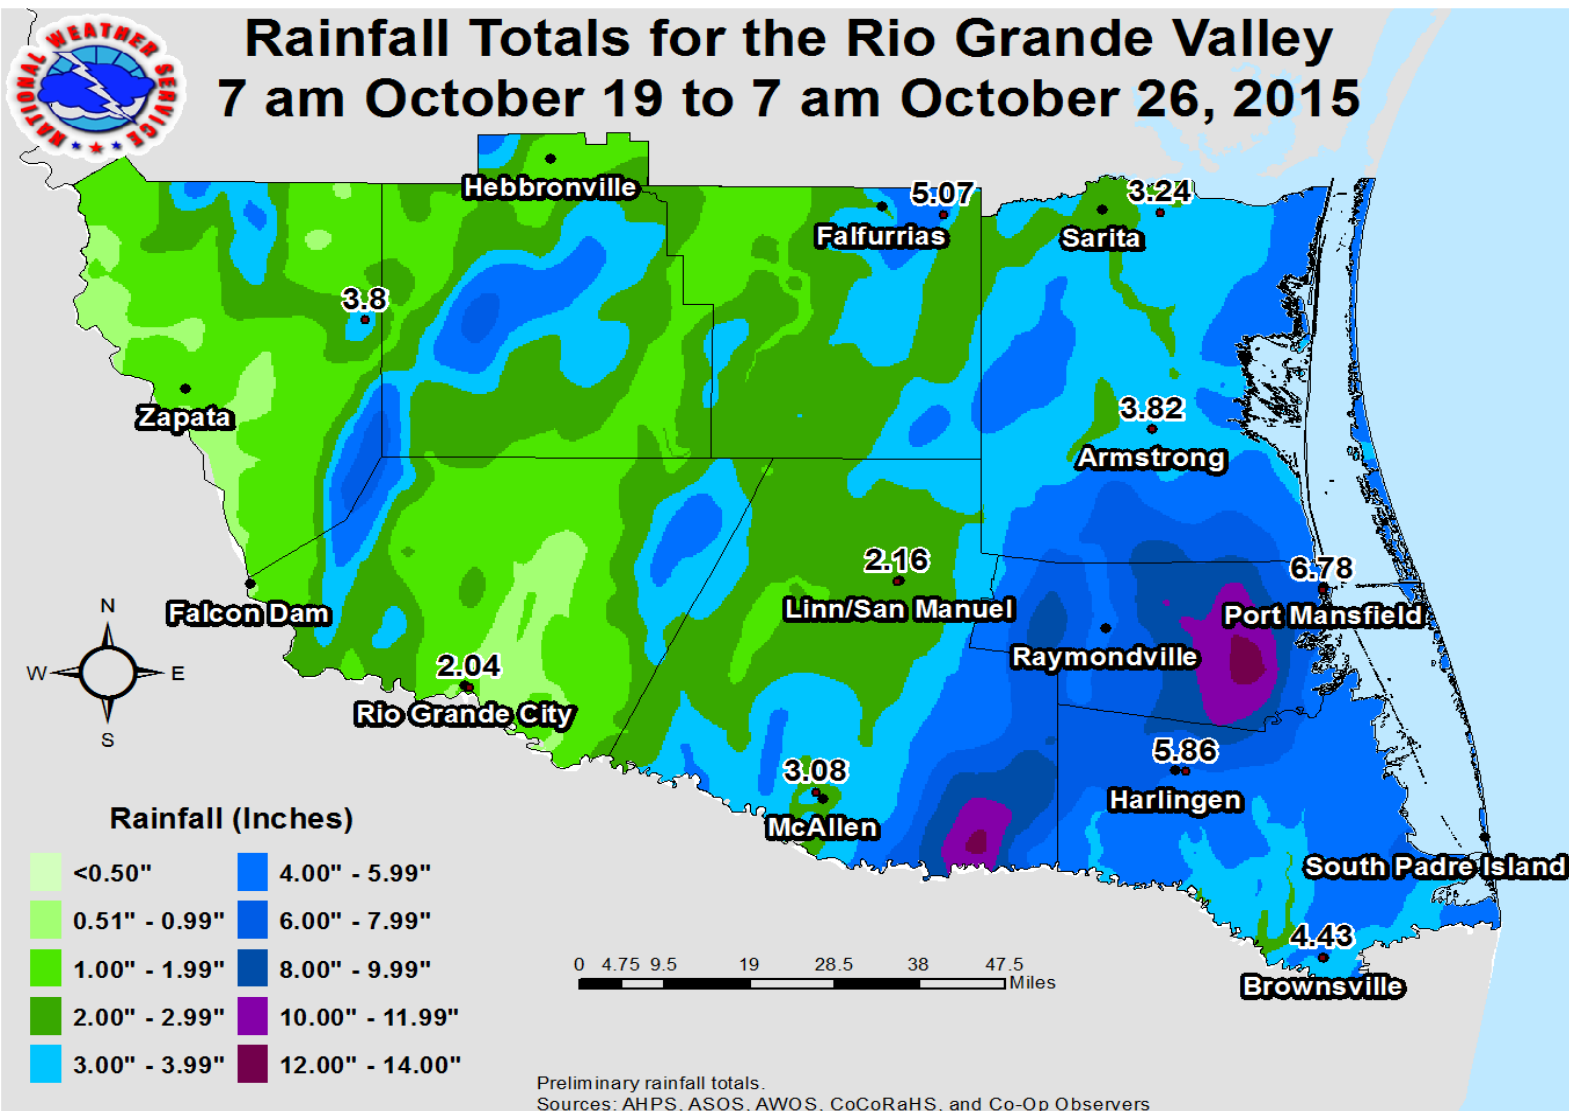 Rainfall Totals for the Rio Grande Valley
7 am October 19 to 7 am October 26, 2015
NATIONAL WEATHER SERVICE
Hebbronville
5.07
Falfurrias
3.24
Sarita
3.8
Zapata
3.82
Armstrong
2.16
Linn/San Manuel
6.78
Port Mansfield
Falcon Dam
Raymondville
2.04
Rio Grande City
5.86
Harlingen
3.08
McAllen
South Padre Island
4.43
Brownsville
N
W E
S
Rainfall (Inches)
<0.50" 4.00" - 5.99"
0.51" - 0.99" 6.00" - 7.99"
1.00" - 1.99" 8.00" - 9.99"
2.00" - 2.99" 10.00" - 11.99"
3.00" - 3.99" 12.00" - 14.00"
0 4.75 9.5 19 28.5 38 47.5
Miles
Preliminary rainfall totals.
Sources: AHPS, ASOS, AWOS, CoCoRaHS, and Co-Op Observers